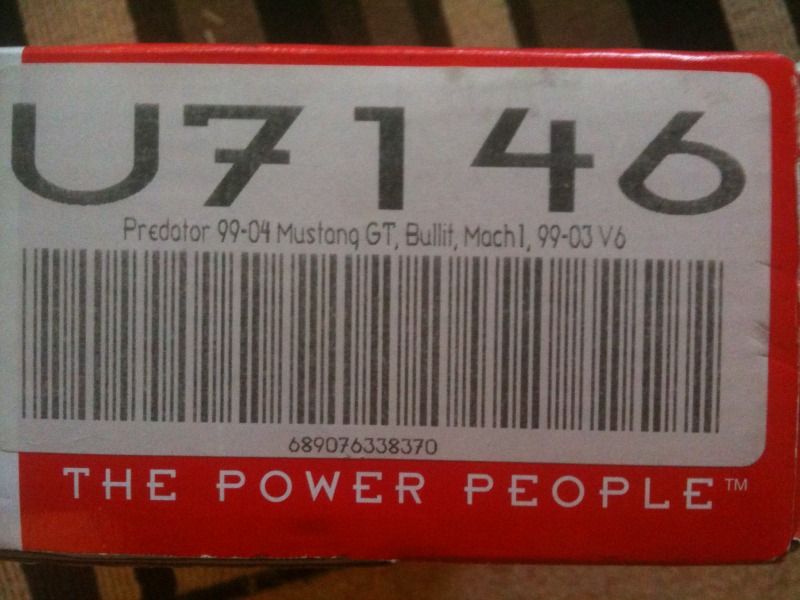 U7146
Predator 99-04 Mustang GT, Bullit, Mach1, 99-03 V6
689076338370
THE POWER PEOPLE™